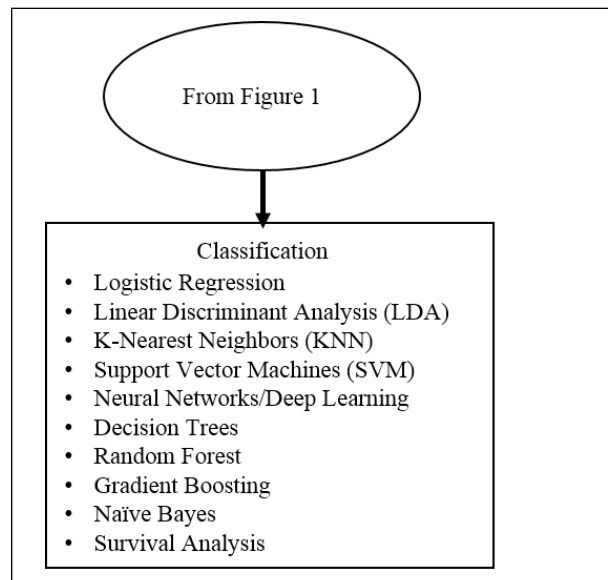 From Figure 1
Classification
• Logistic Regression
• Linear Discriminant Analysis (LDA)
• K-Nearest Neighbors (KNN)
• Support Vector Machines (SVM)
• Neural Networks/Deep Learning
• Decision Trees
• Random Forest
• Gradient Boosting
• Naïve Bayes
• Survival Analysis